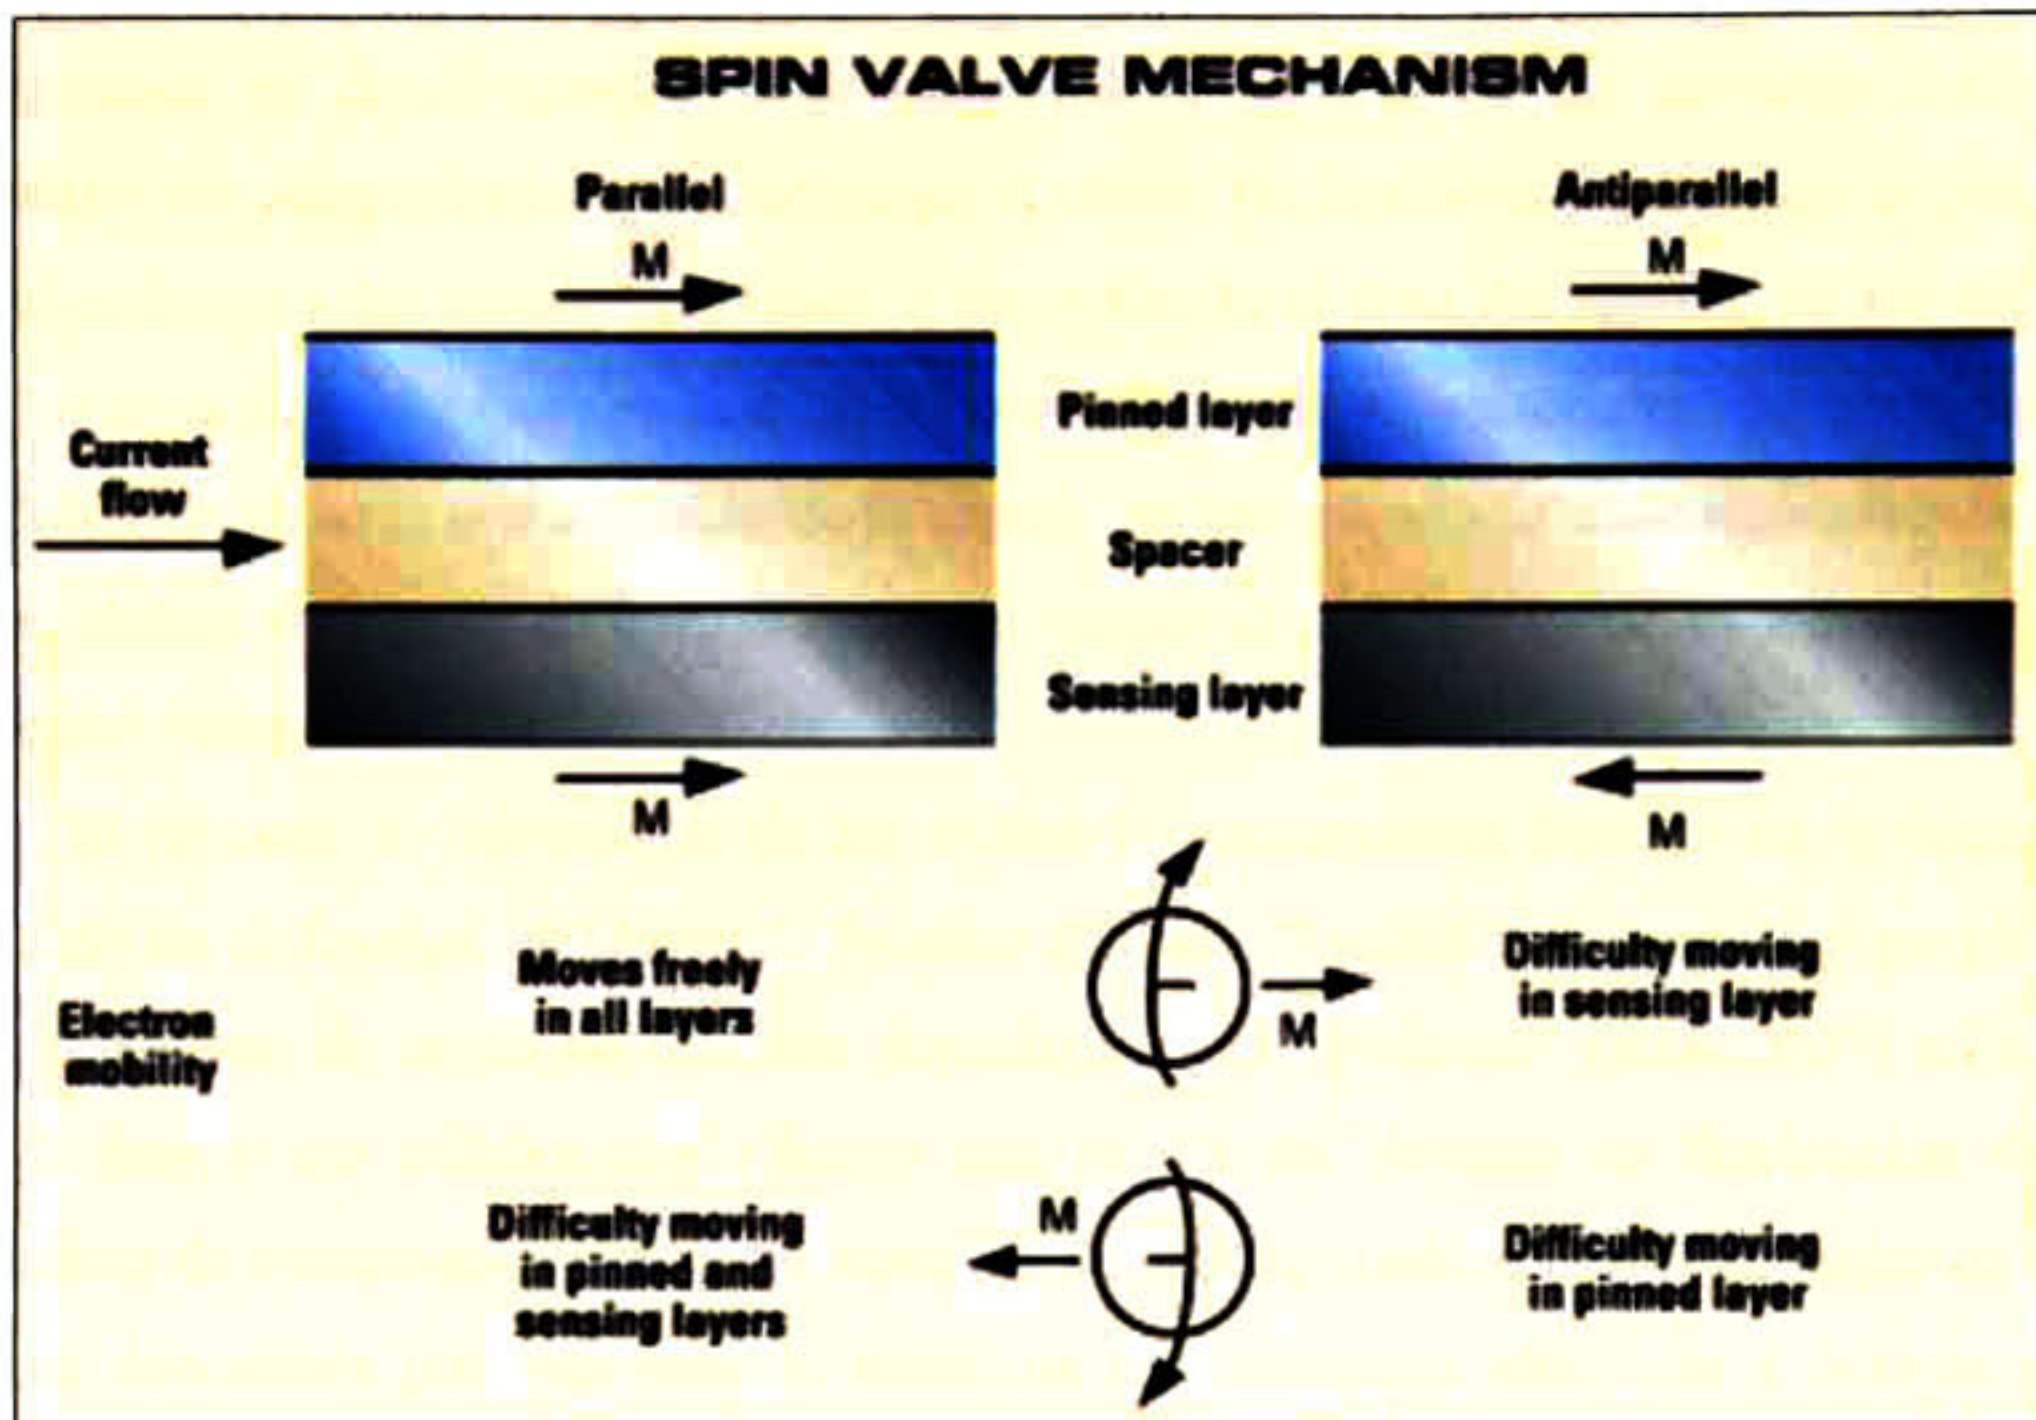 SPIN VALVE MECHANISM
Parallel
M
Antiparallel
M
Current
flow
Pinned layer
Spacer
Sensing layer
M
M
Electron
mobility
Moves freely
in all layers
M
Difficulty moving
in sensing layer
Difficulty moving
in pinned and
sensing layers
M
Difficulty moving
in pinned layer